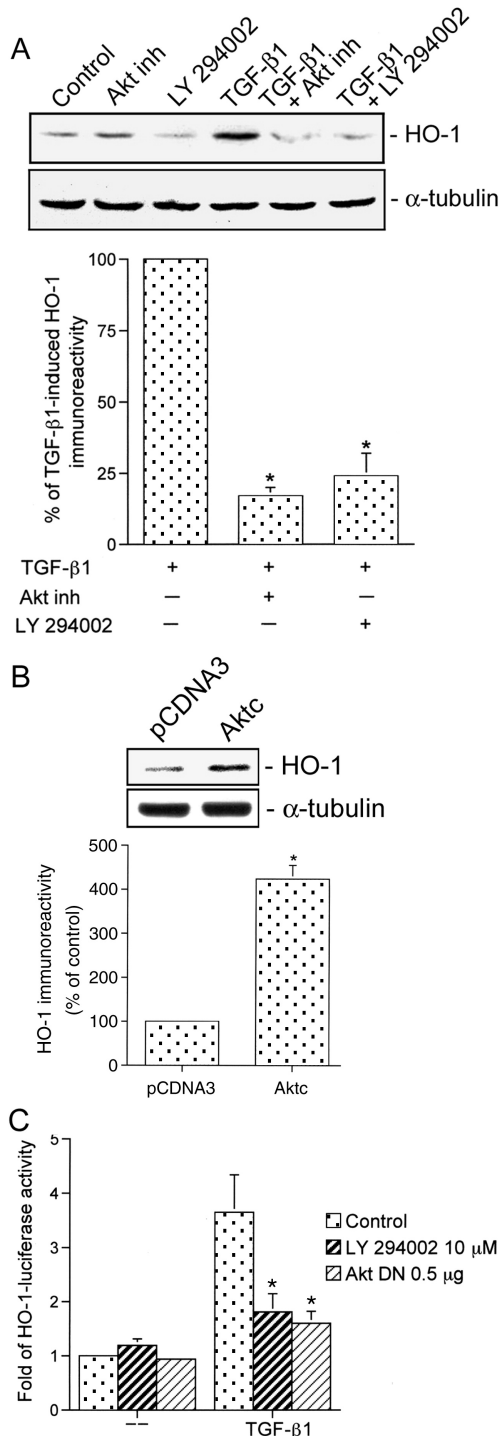 A
Control
Akt inh
LY 294002
TGF-β1
TGF-β1
+ Akt inh
TGF-β1
+ LY 294002
- HO-1
- α-tubulin
% of TGF-β1-induced HO-1
immunoreactivity
100
75
50
25
0
* *
TGF-β1 + + +
Akt inh — + —
LY 294002 — — +
B
pCDNA3
Aktc
- HO-1
- α-tubulin
HO-1 immunoreactivity
(% of control)
500
400
300
200
100
0
*
pCDNA3 Aktc
C
Fold of HO-1-luciferase activity
5
4
3
2
1
0
* *
Control
LY 294002 10 μM
Akt DN 0.5 μg
−− TGF-β1